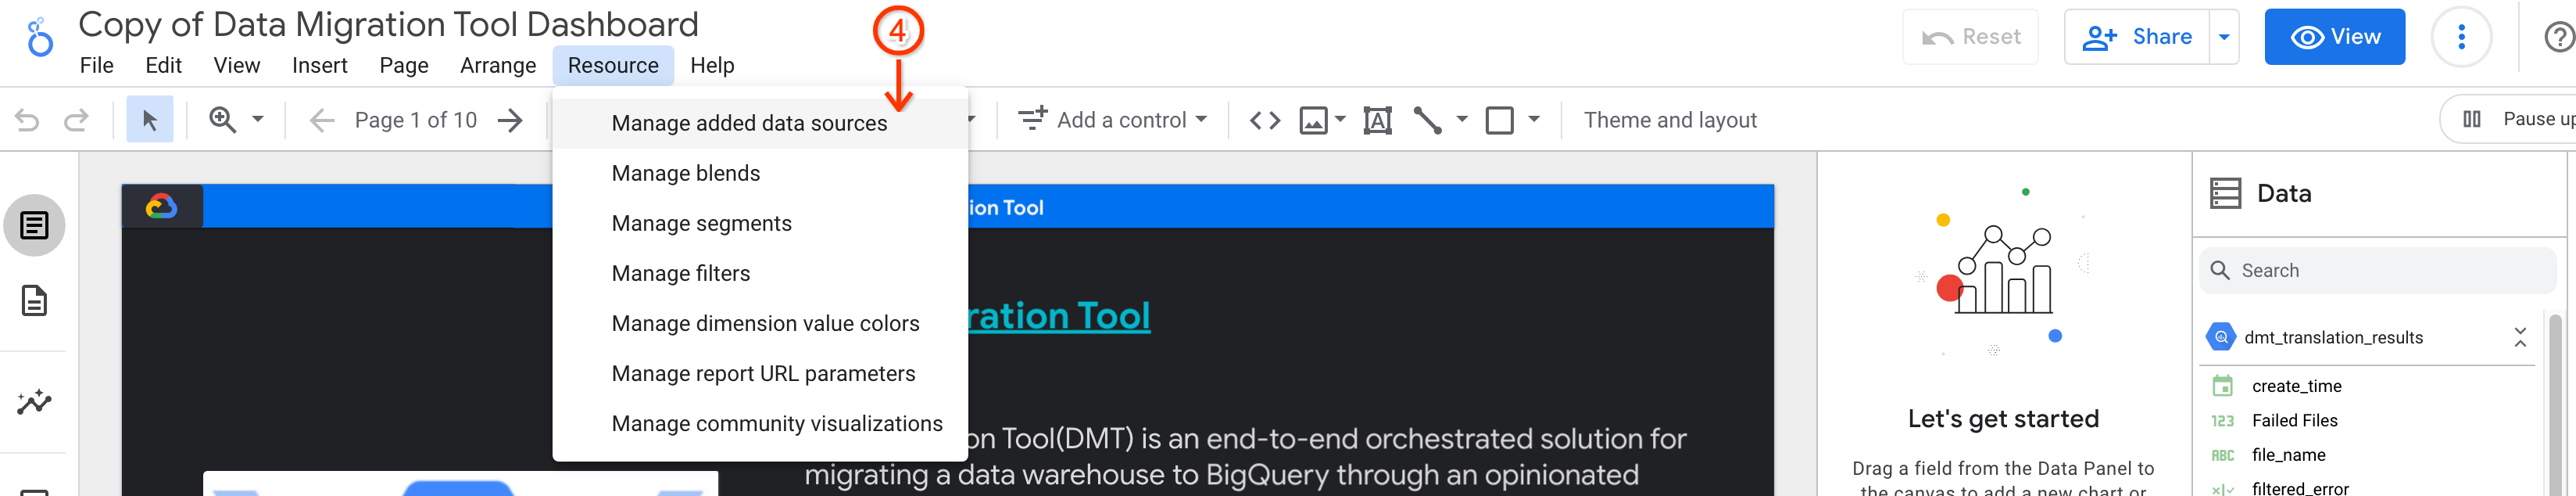 Copy of Data Migration Tool Dashboard
File Edit View Insert Page Arrange Resource Help
4
Reset
Share
View
Page 1 of 10
Add a control
Theme and layout
Pause up
Manage added data sources
Manage blends
Manage segments
Manage filters
Manage dimension value colors
Manage report URL parameters
Manage community visualizations
ion Tool
ration Tool
on Tool(DMT) is an end-to-end orchestrated solution for
migrating a data warehouse to BigQuery through an opinionated
Let's get started
Drag a field from the Data Panel to
the canvas to add a new chart or
Data
Search
dmt_translation_results
create_time
123 Failed Files
ABC file_name
filtered_error